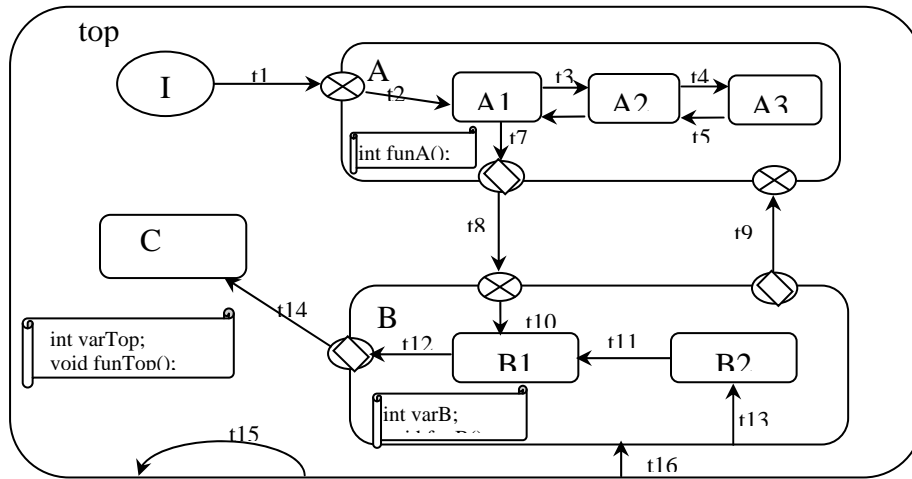 top
I
t1
A
t2
A1
t3
A2
t4
A3
t5
t7
int funA();
t8
t9
C
t14
B
t10
t12
B1
t11
B2
int varTop;
void funTop();
int varB;
t13
t15
t16